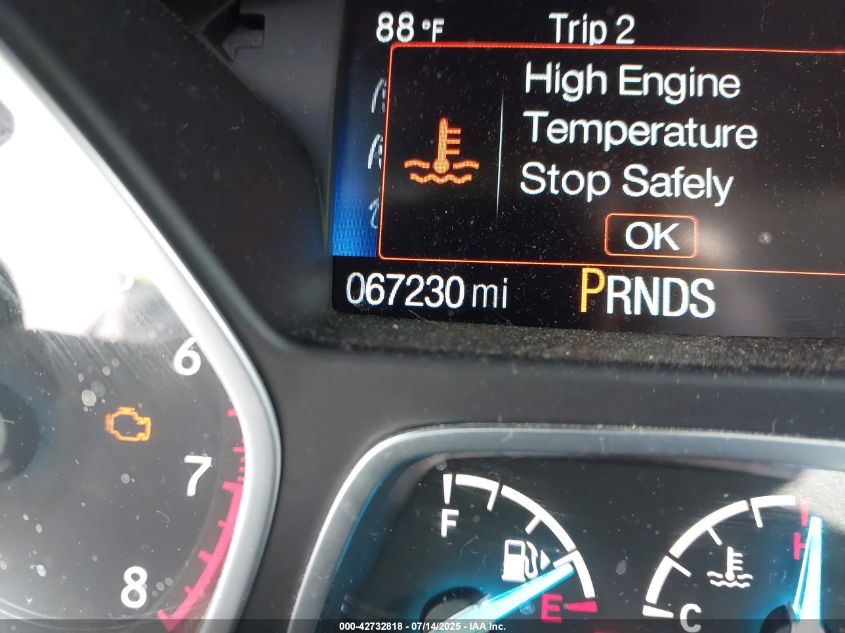 88 °F Trip 2
High Engine
Temperature
Stop Safely
OK
067230 mi PRNDS
6
7
8
F
E
H
C
000-42732818 - 07/14/2025 - IAA Inc.